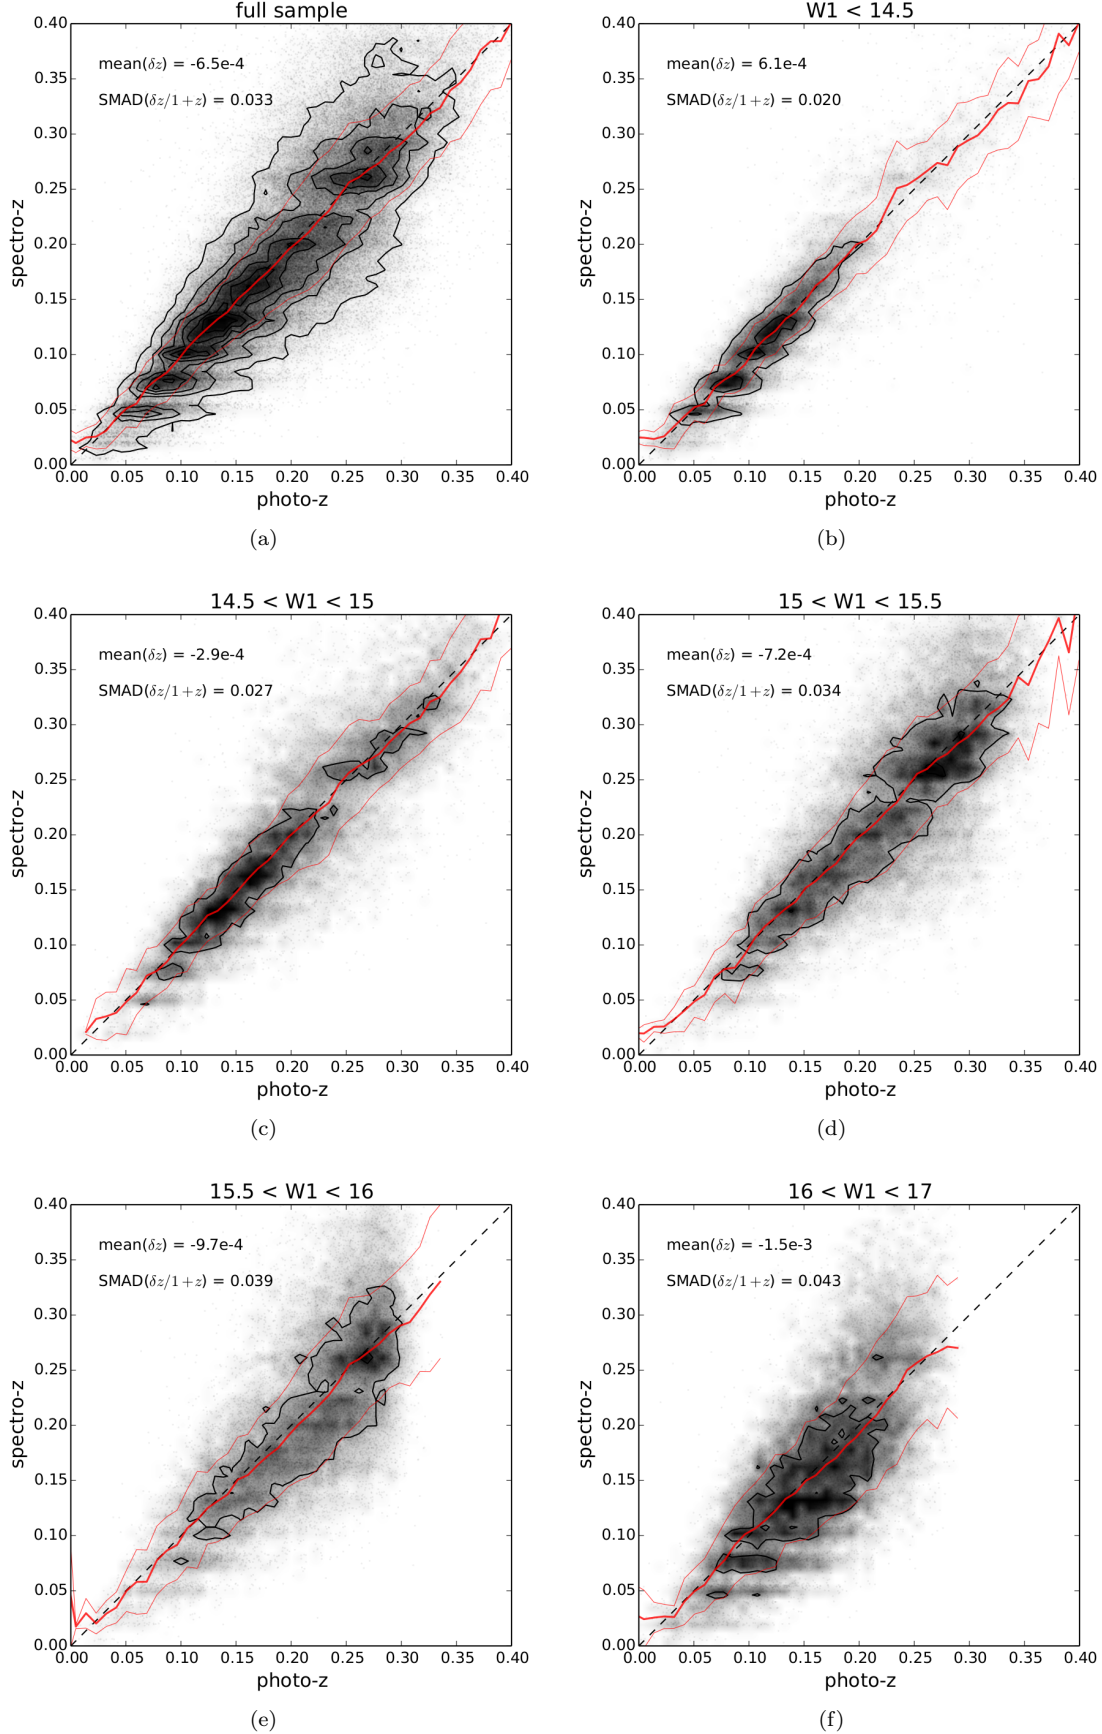 full sample
mean(δz) = -6.5e-4
SMAD(δz/1+z) = 0.033
0.40
0.35
0.30
0.25
0.20
0.15
0.10
0.05
0.00
0.00 0.05 0.10 0.15 0.20 0.25 0.30 0.35 0.40
spectro-z
photo-z
(a)
W1 < 14.5
mean(δz) = 6.1e-4
SMAD(δz/1+z) = 0.020
0.40
0.35
0.30
0.25
0.20
0.15
0.10
0.05
0.00
0.00 0.05 0.10 0.15 0.20 0.25 0.30 0.35 0.40
spectro-z
photo-z
(b)
14.5 < W1 < 15
mean(δz) = -2.9e-4
SMAD(δz/1+z) = 0.027
0.40
0.35
0.30
0.25
0.20
0.15
0.10
0.05
0.00
0.00 0.05 0.10 0.15 0.20 0.25 0.30 0.35 0.40
spectro-z
photo-z
(c)
15 < W1 < 15.5
mean(δz) = -7.2e-4
SMAD(δz/1+z) = 0.034
0.40
0.35
0.30
0.25
0.20
0.15
0.10
0.05
0.00
0.00 0.05 0.10 0.15 0.20 0.25 0.30 0.35 0.40
spectro-z
photo-z
(d)
15.5 < W1 < 16
mean(δz) = -9.7e-4
SMAD(δz/1+z) = 0.039
0.40
0.35
0.30
0.25
0.20
0.15
0.10
0.05
0.00
0.00 0.05 0.10 0.15 0.20 0.25 0.30 0.35 0.40
spectro-z
photo-z
(e)
16 < W1 < 17
mean(δz) = -1.5e-3
SMAD(δz/1+z) = 0.043
0.40
0.35
0.30
0.25
0.20
0.15
0.10
0.05
0.00
0.00 0.05 0.10 0.15 0.20 0.25 0.30 0.35 0.40
spectro-z
photo-z
(f)